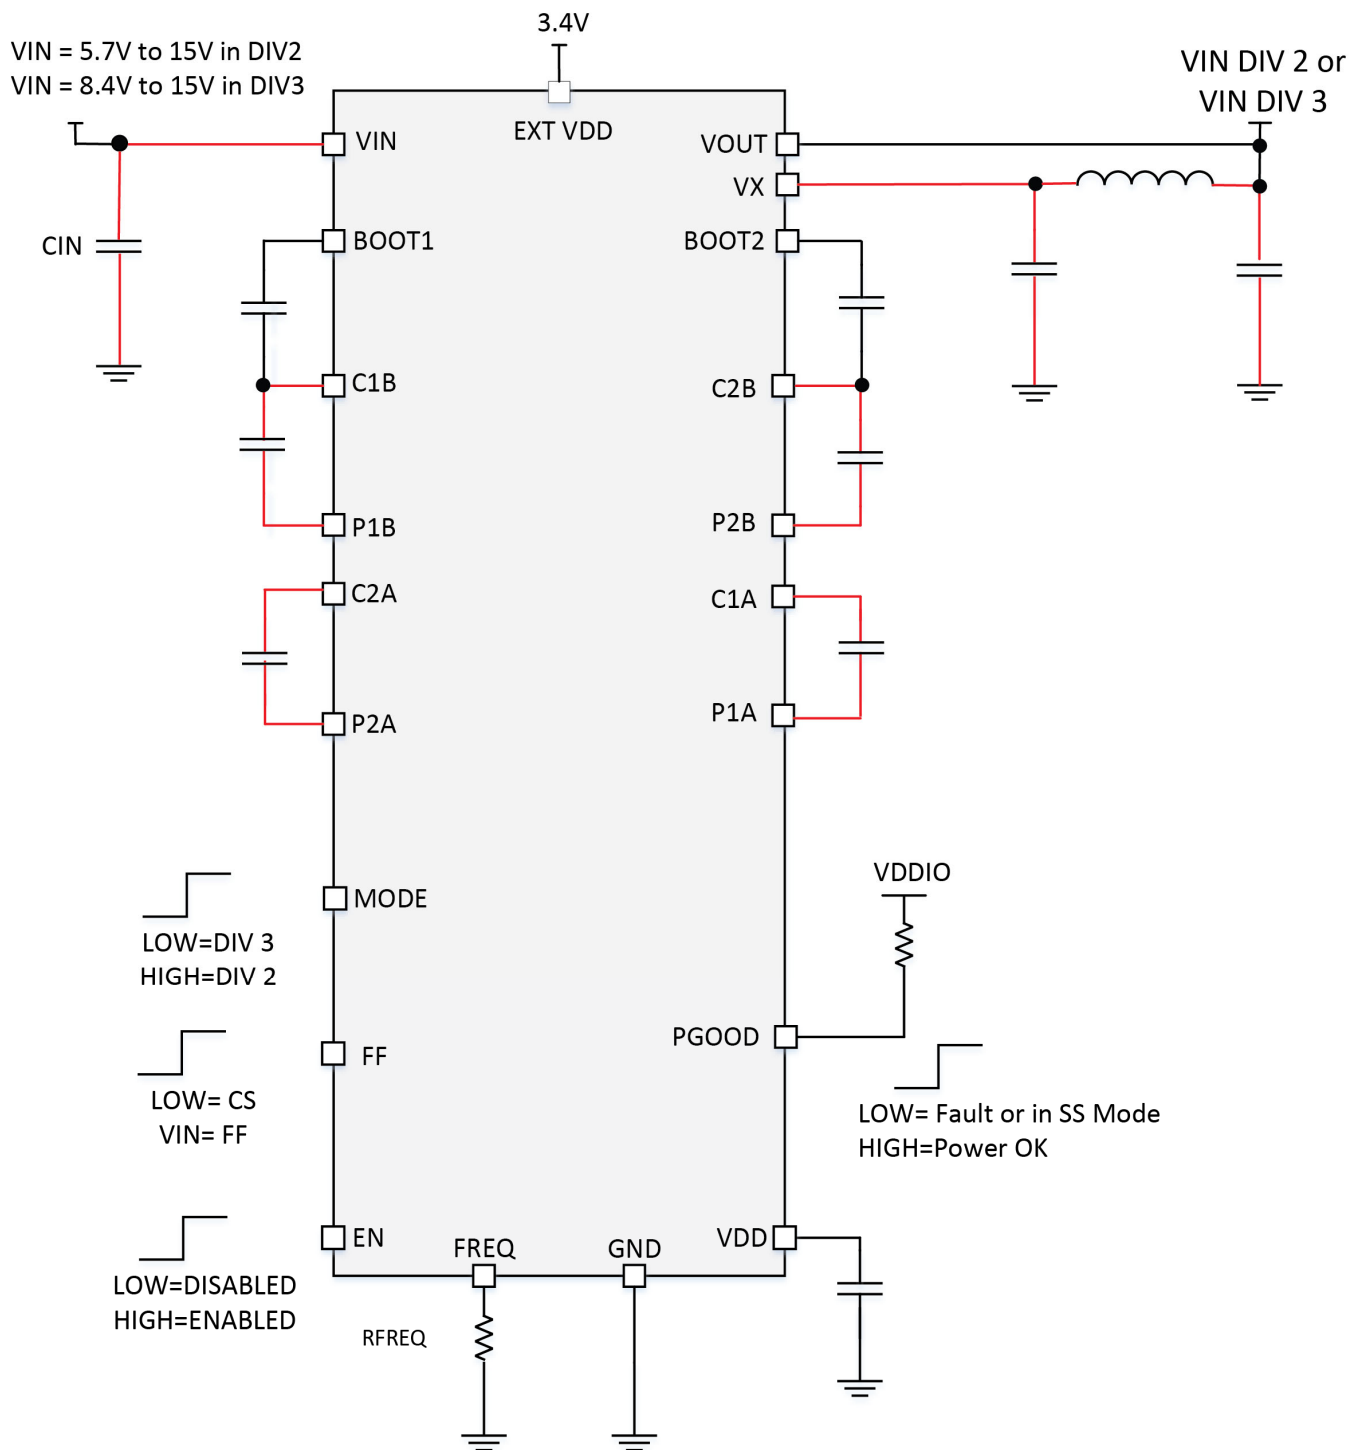 3.4V
VIN = 5.7V to 15V in DIV2
VIN = 8.4V to 15V in DIV3
VIN DIV 2 or
VIN DIV 3
EXT VDD
VIN
VOUT
VX
BOOT1
BOOT2
CIN
C1B
C2B
P1B
P2B
C2A
C1A
P2A
P1A
VDDIO
MODE
LOW=DIV 3
HIGH=DIV 2
PGOOD
FF
LOW= CS
VIN= FF
LOW= Fault or in SS Mode
HIGH=Power OK
EN
VDD
FREQ
GND
LOW=DISABLED
HIGH=ENABLED
RFREQ